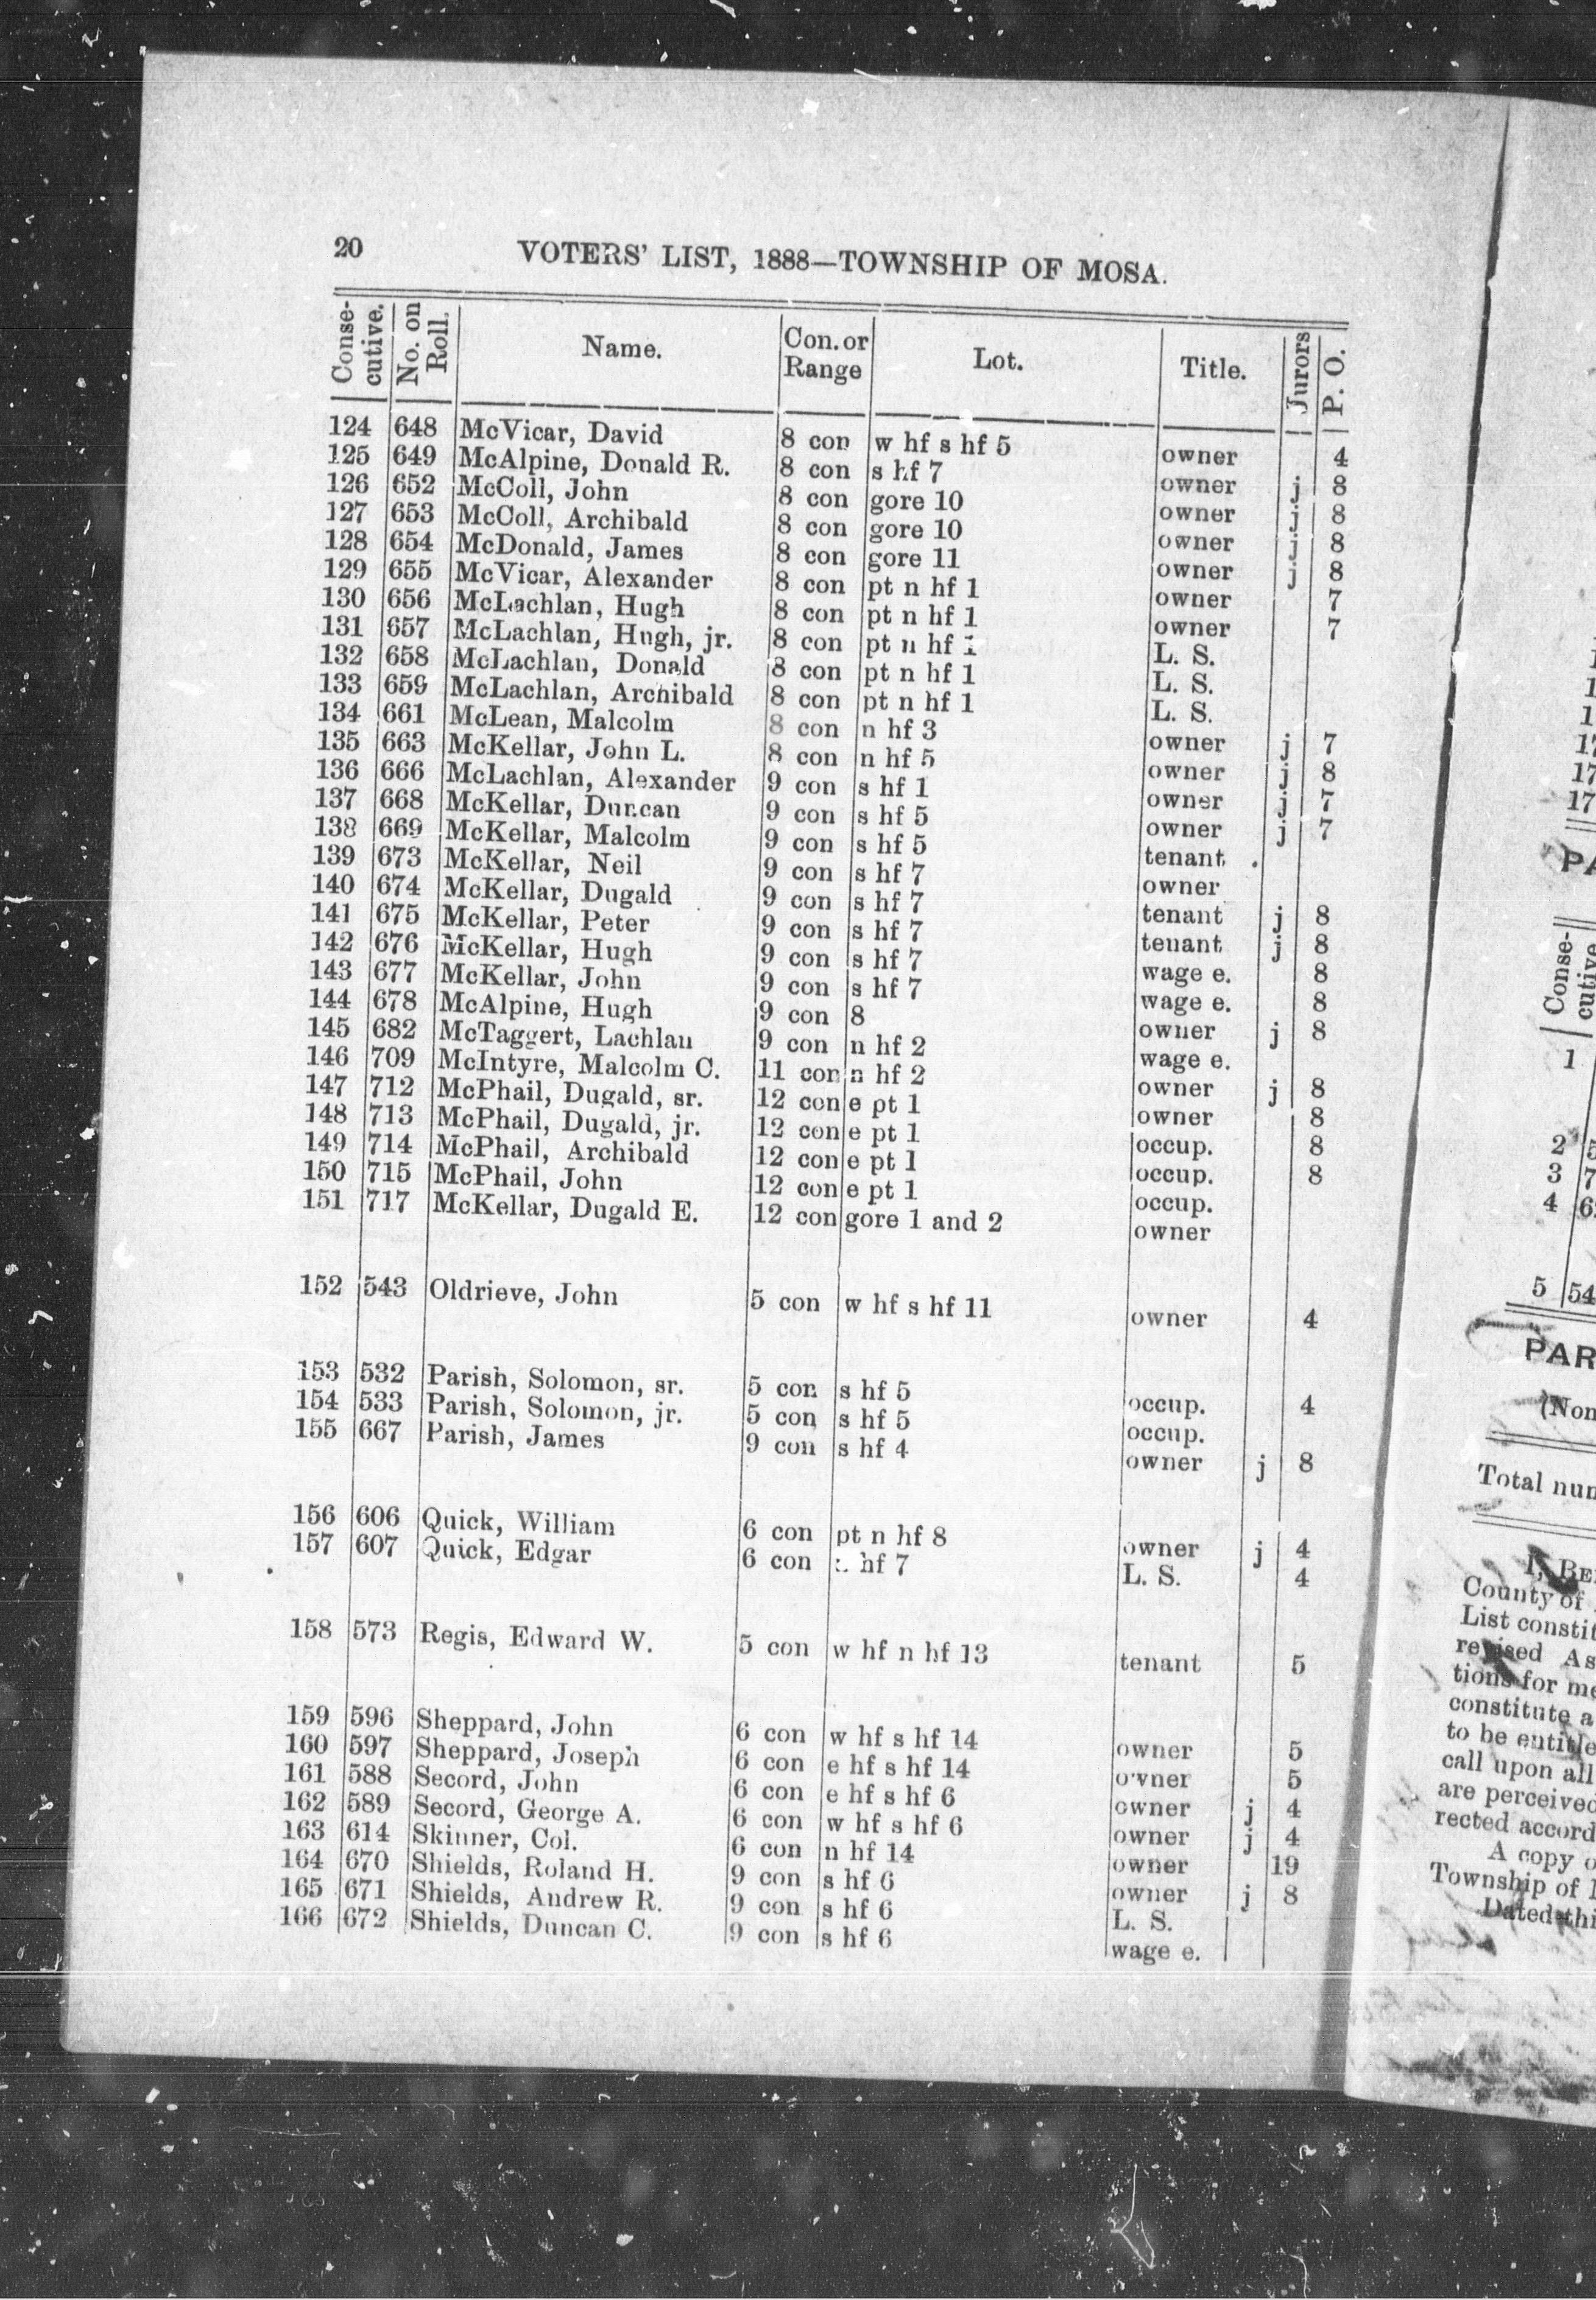 20 VOTERS' LIST, 1888—TOWNSHIP OF MOSA.
Conse-cutive. No. on Roll. Name. Con. or Range Lot. Title. Jurors P. O.
124 648 McVicar, David 8 con w hf s hf 5 owner 4
125 649 McAlpine, Donald R. 8 con s hf 7 owner j 8
126 652 McColl, John 8 con gore 10 owner j 8
127 653 McColl, Archibald 8 con gore 10 owner j 8
128 654 McDonald, James 8 con gore 11 owner j 8
129 655 McVicar, Alexander 8 con pt n hf 1 owner 7
130 656 McLachlan, Hugh 8 con pt n hf 1 owner 7
131 657 McLachlan, Hugh, jr. 8 con pt n hf 1 L. S.
132 658 McLachlan, Donald 8 con pt n hf 1 L. S.
133 659 McLachlan, Archibald 8 con pt n hf 1 L. S.
134 661 McLean, Malcolm 8 con n hf 3 owner j 7
135 663 McKellar, John L. 8 con n hf 5 owner j 8
136 666 McLachlan, Alexander 9 con s hf 1 owner j 7
137 668 McKellar, Duncan 9 con s hf 5 owner j 7
138 669 McKellar, Malcolm 9 con s hf 5 tenant
139 673 McKellar, Neil 9 con s hf 7 owner
140 674 McKellar, Dugald 9 con s hf 7 tenant j 8
141 675 McKellar, Peter 9 con s hf 7 tenant j 8
142 676 McKellar, Hugh 9 con s hf 7 wage e. 8
143 677 McKellar, John 9 con s hf 7 wage e. 8
144 678 McAlpine, Hugh 9 con 8 owner j 8
145 682 McTaggert, Lachlan 9 con n hf 2 wage e.
146 709 McIntyre, Malcolm C. 11 con n hf 2 owner j 8
147 712 McPhail, Dugald, sr. 12 con e pt 1 owner 8
148 713 McPhail, Dugald, jr. 12 con e pt 1 occup. 8
149 714 McPhail, Archibald 12 con e pt 1 occup. 8
150 715 McPhail, John 12 con e pt 1 occup.
151 717 McKellar, Dugald E. 12 con gore 1 and 2 owner
152 543 Oldrieve, John 5 con w hf s hf 11 owner 4
153 532 Parish, Solomon, sr. 5 con s hf 5 occup. 4
154 533 Parish, Solomon, jr. 5 con s hf 5 occup.
155 667 Parish, James 9 con s hf 4 owner j 8
156 606 Quick, William 6 con pt n hf 8 owner j 4
157 607 Quick, Edgar 6 con hf 7 L. S. 4
158 573 Regis, Edward W. 5 con w hf n hf 13 tenant 5
159 596 Sheppard, John 6 con w hf s hf 14 owner 5
160 597 Sheppard, Joseph 6 con e hf s hf 14 owner 5
161 588 Secord, John 6 con e hf s hf 6 owner j 4
162 589 Secord, George A. 6 con w hf s hf 6 owner j 4
163 614 Skinner, Col. 6 con n hf 14 owner 19
164 670 Shields, Roland H. 9 con s hf 6 owner j 8
165 671 Shields, Andrew R. 9 con s hf 6 L. S.
166 672 Shields, Duncan C. 9 con s hf 6 wage e.
Conse-cutive
1
2 5
3 7
4 6
5 54
PAR
(Non
Total num
County of
List constit
revised As
tions for me
constitute a
to be entitle
call upon all
are perceived
rected accord
A copy o
Township of
Dated thi